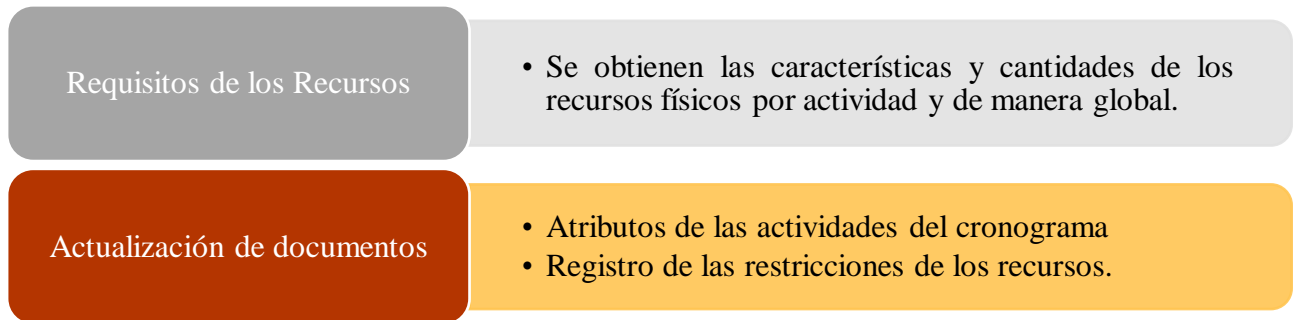 Requisitos de los Recursos
• Se obtienen las características y cantidades de los
recursos físicos por actividad y de manera global.
Actualización de documentos
• Atributos de las actividades del cronograma
• Registro de las restricciones de los recursos.